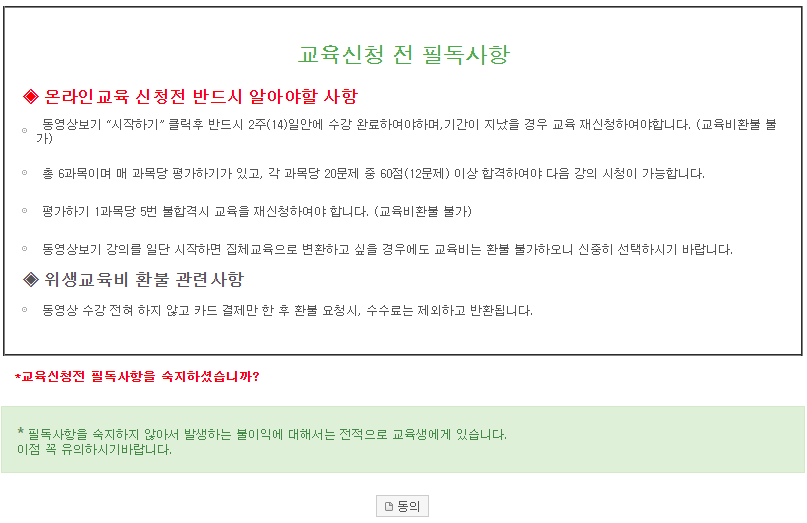 교육신청 전 필독사항
◈ 온라인교육 신청전 반드시 알아야할 사항
동영상보기 “시작하기” 클릭후 반드시 2주(14)일안에 수강 완료하여야하며,기간이 지났을 경우 교육 재신청하여야합니다. (교육비환불 불
가)
총 6과목이며 매 과목당 평가하기가 있고, 각 과목당 20문제 중 60점(12문제) 이상 합격하여야 다음 강의 시청이 가능합니다.
평가하기 1과목당 5번 불합격시 교육을 재신청하여야 합니다. (교육비환불 불가)
동영상보기 강의를 일단 시작하면 집체교육으로 변환하고 싶을 경우에도 교육비는 환불 불가하오니 신중히 선택하시기 바랍니다.
◈ 위생교육비 환불 관련사항
동영상 수강 전혀 하지 않고 카드 결제만 한 후 환불 요청시, 수수료는 제외하고 반환됩니다.
*교육신청전 필독사항을 숙지하셨습니까?
* 필독사항을 숙지하지 않아서 발생하는 불이익에 대해서는 전적으로 교육생에게 있습니다.
이점 꼭 유의하시기바랍니다.
동의